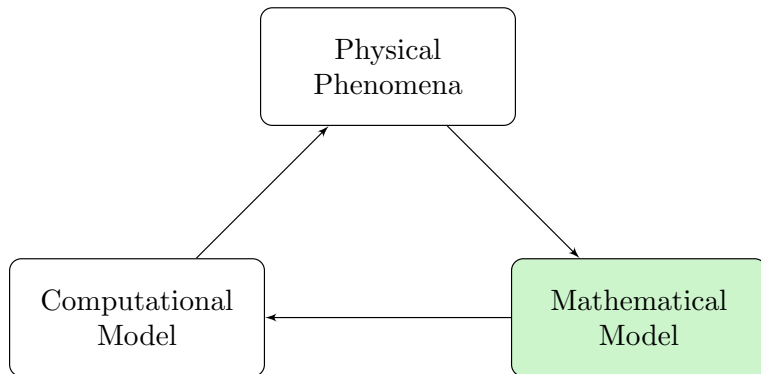 Physical
Phenomena
Computational
Model
Mathematical
Model